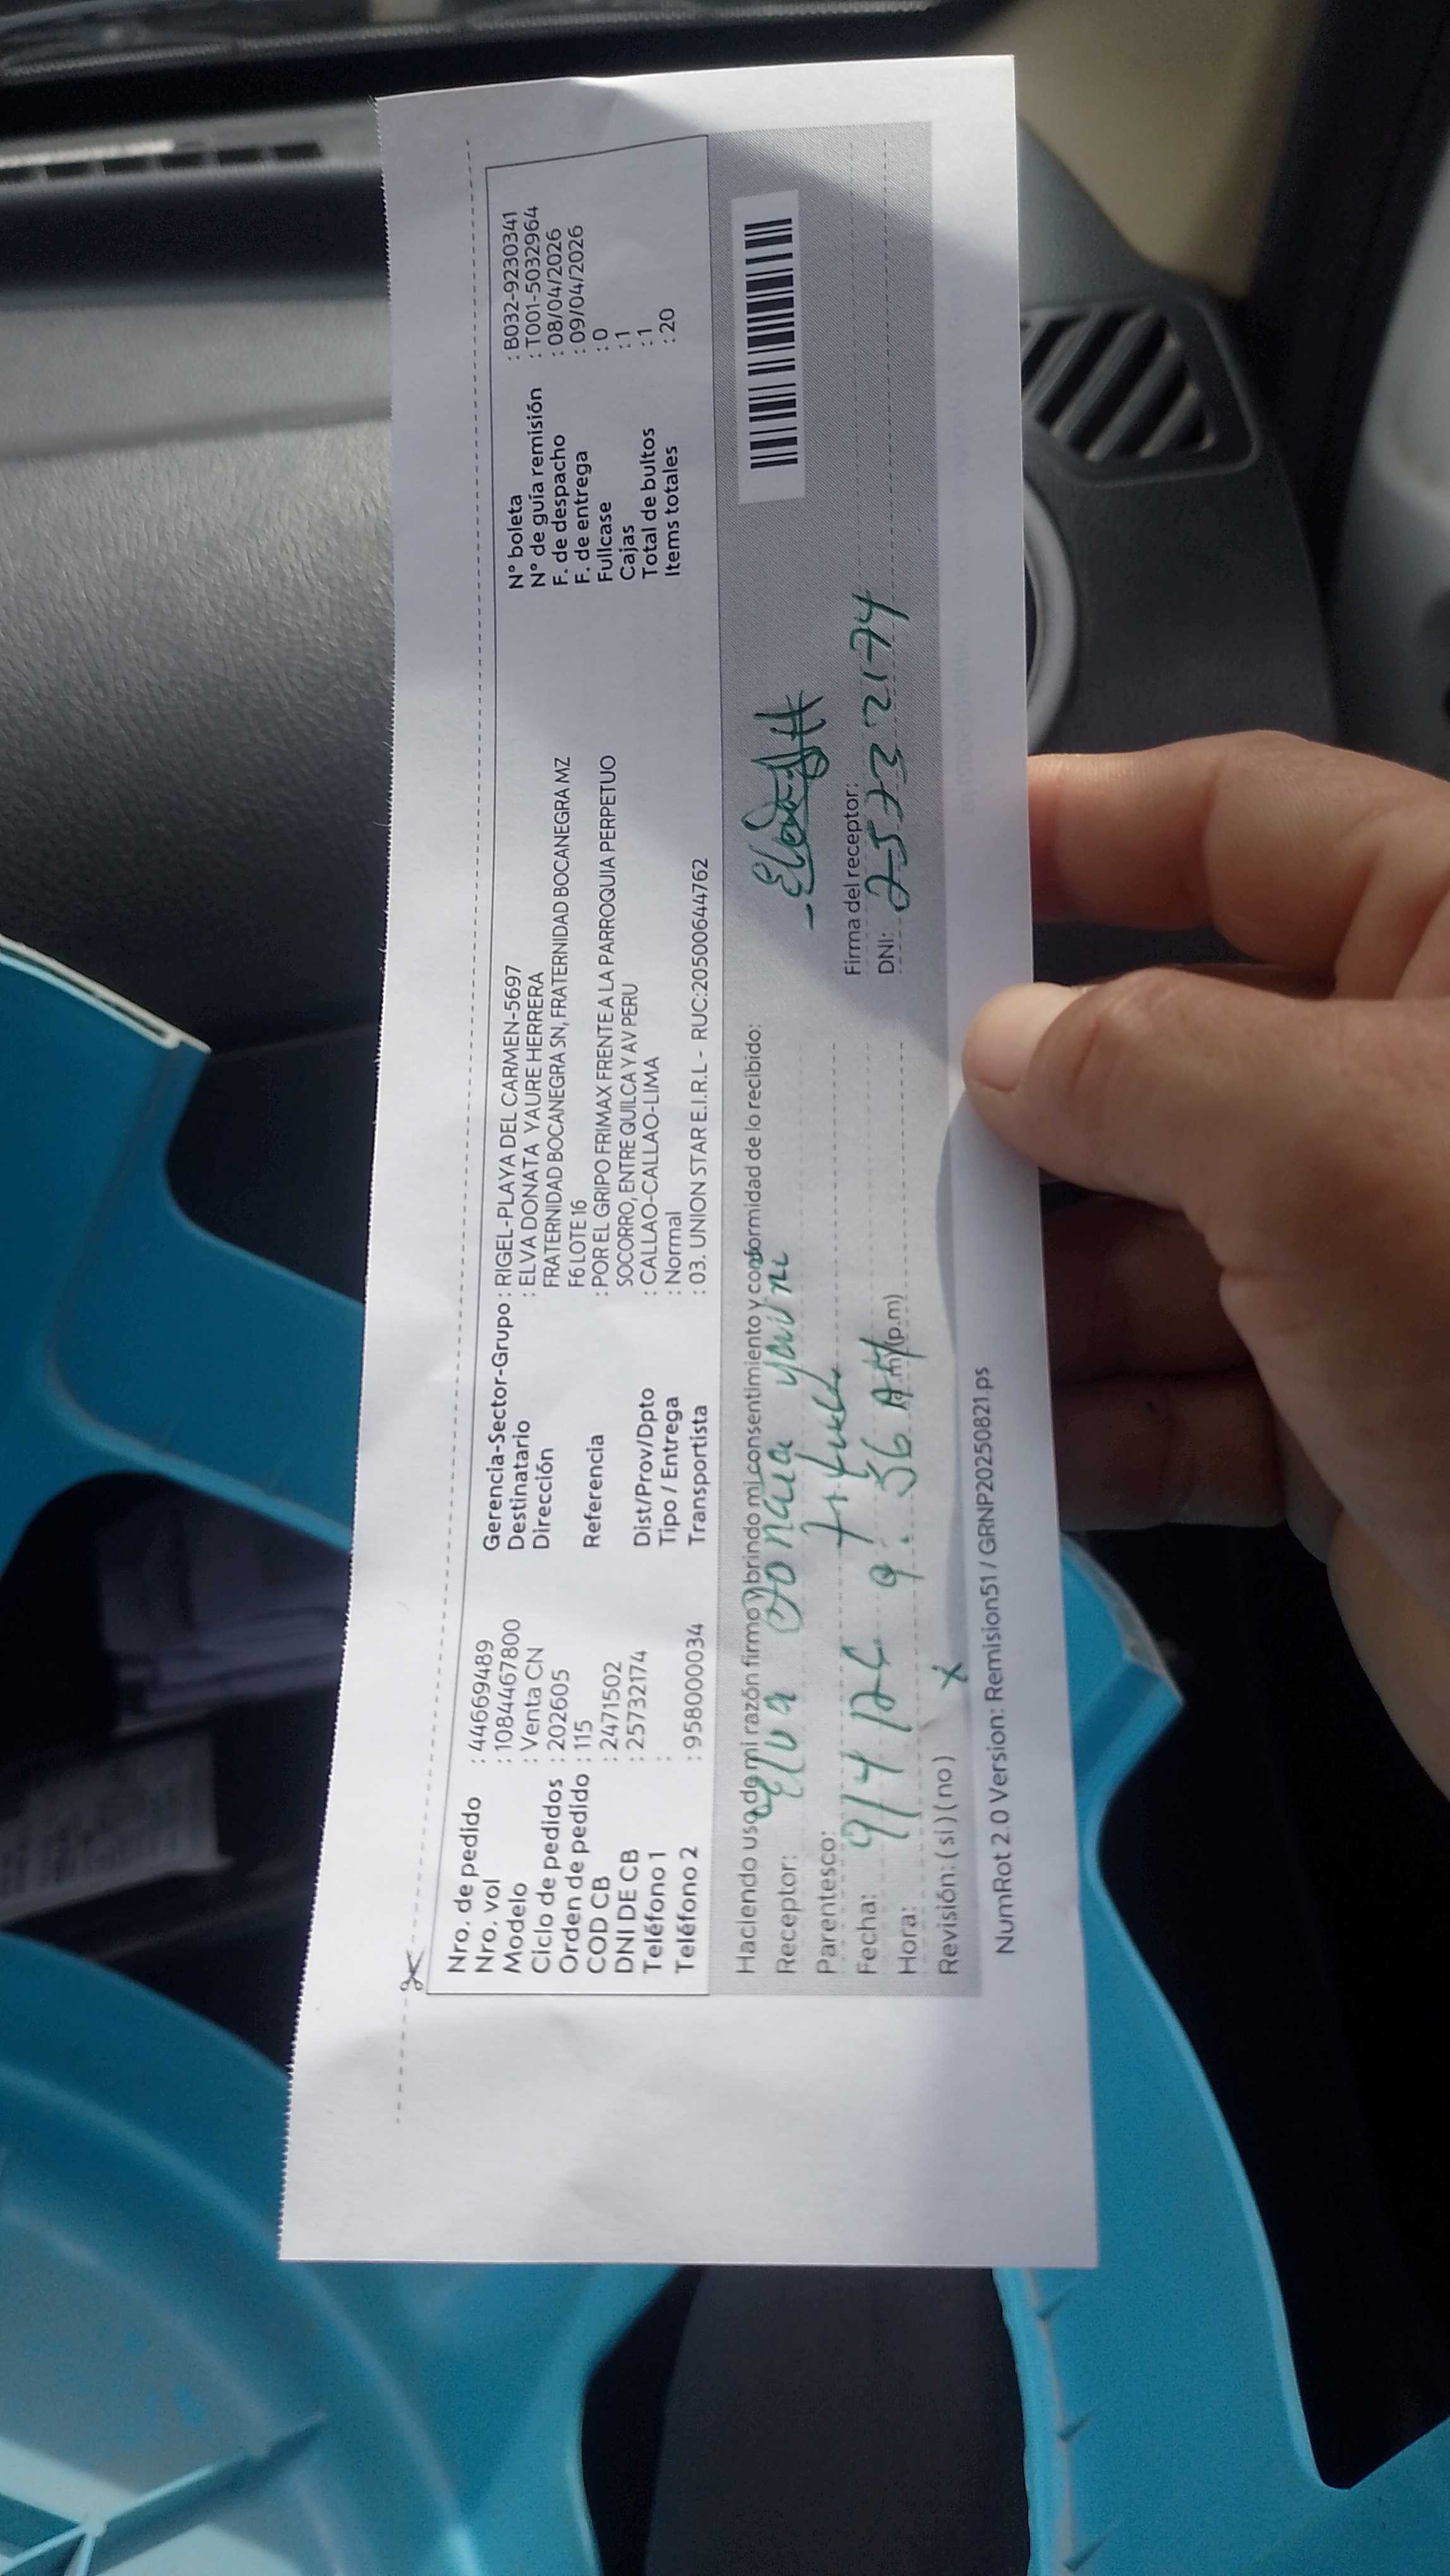 Nro. de pedido : 44669489
Nro. vol : 1084467800
Modelo : Venta CN
Ciclo de pedidos : 202605
Orden de pedido : 115
COD CB : 2471502
DNI DE CB : 25732174
Teléfono 1 :
Teléfono 2 : 958000034
Gerencia-Sector-Grupo : RIGEL-PLAYA DEL CARMEN-5697
Destinatario : ELVA DONATA YAURE HERRERA
Dirección FRATERNIDAD BOCANEGRA SN, FRATERNIDAD BOCANEGRA MZ
F6 LOTE 16
Referencia : POR EL GRIPO FRIMAX FRENTE A LA PARROQUIA PERPETUO
SOCORRO, ENTRE QUILCA Y AV PERU
Dist/Prov/Dpto : CALLAO-CALLAO-LIMA
Tipo / Entrega : Normal
Transportista : 03. UNION STAR E.I.R.L - RUC:20500644762
N° boleta : B032-9230341
N° de guía remisión : T001-5032964
F. de despacho : 08/04/2026
F. de entrega : 09/04/2026
Fullcase : 0
Cajas : 1
Total de bultos : 1
Items totales : 20
Haciendo uso de mi razón firmo y brindo mi consentimiento y conformidad de lo recibido:
Receptor: Elva Donata
Parentesco:
Fecha: 9/4/26
Hora: 9:56 AM (p.m)
Revisión: ( si ) ( no ) X
Firma del receptor:
DNI: 25732174
NumRot 2.0 Version: Remision51 / GRNP20250821.ps